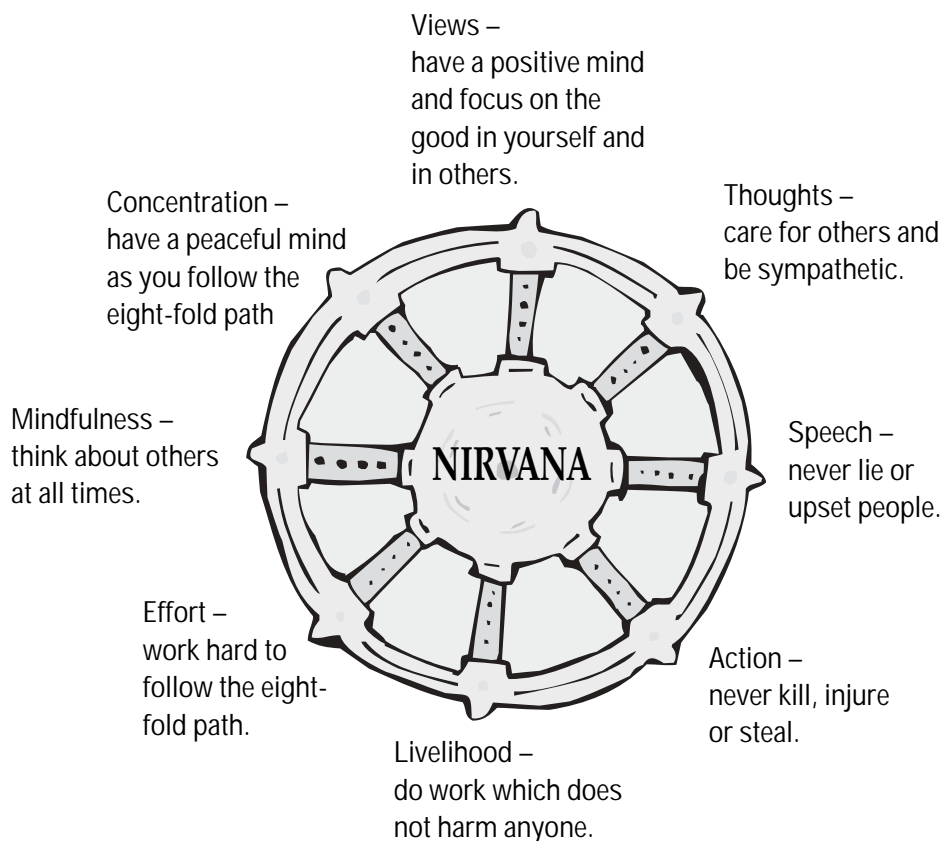 Views –
have a positive mind
and focus on the
good in yourself and
in others.
Thoughts –
care for others and
be sympathetic.
Speech –
never lie or
upset people.
Action –
never kill, injure
or steal.
Livelihood –
do work which does
not harm anyone.
Effort –
work hard to
follow the eight-
fold path.
Mindfulness –
think about others
at all times.
Concentration –
have a peaceful mind
as you follow the
eight-fold path
NIRVANA